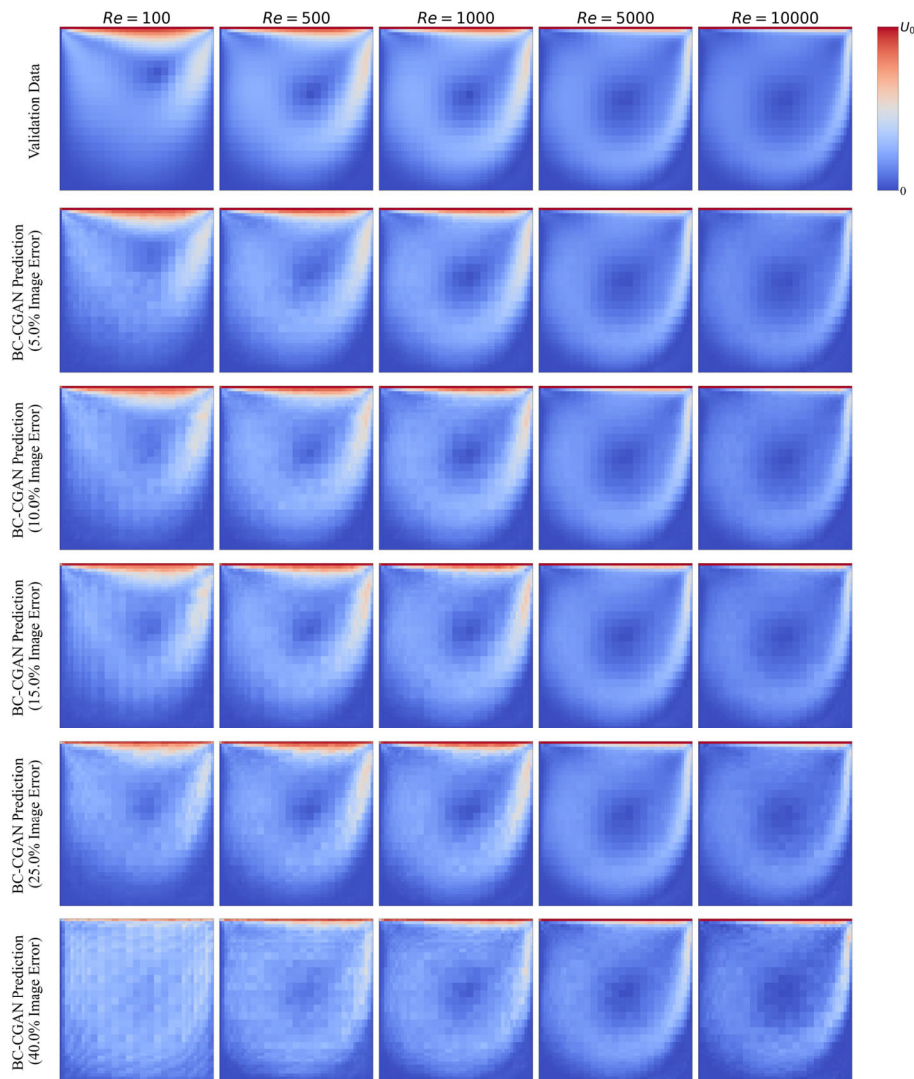 Re = 100 Re = 500 Re = 1000 Re = 5000 Re = 10000
U₀
0
Validation Data
BC-CGAN Prediction
(5.0% Image Error)
BC-CGAN Prediction
(10.0% Image Error)
BC-CGAN Prediction
(15.0% Image Error)
BC-CGAN Prediction
(25.0% Image Error)
BC-CGAN Prediction
(40.0% Image Error)